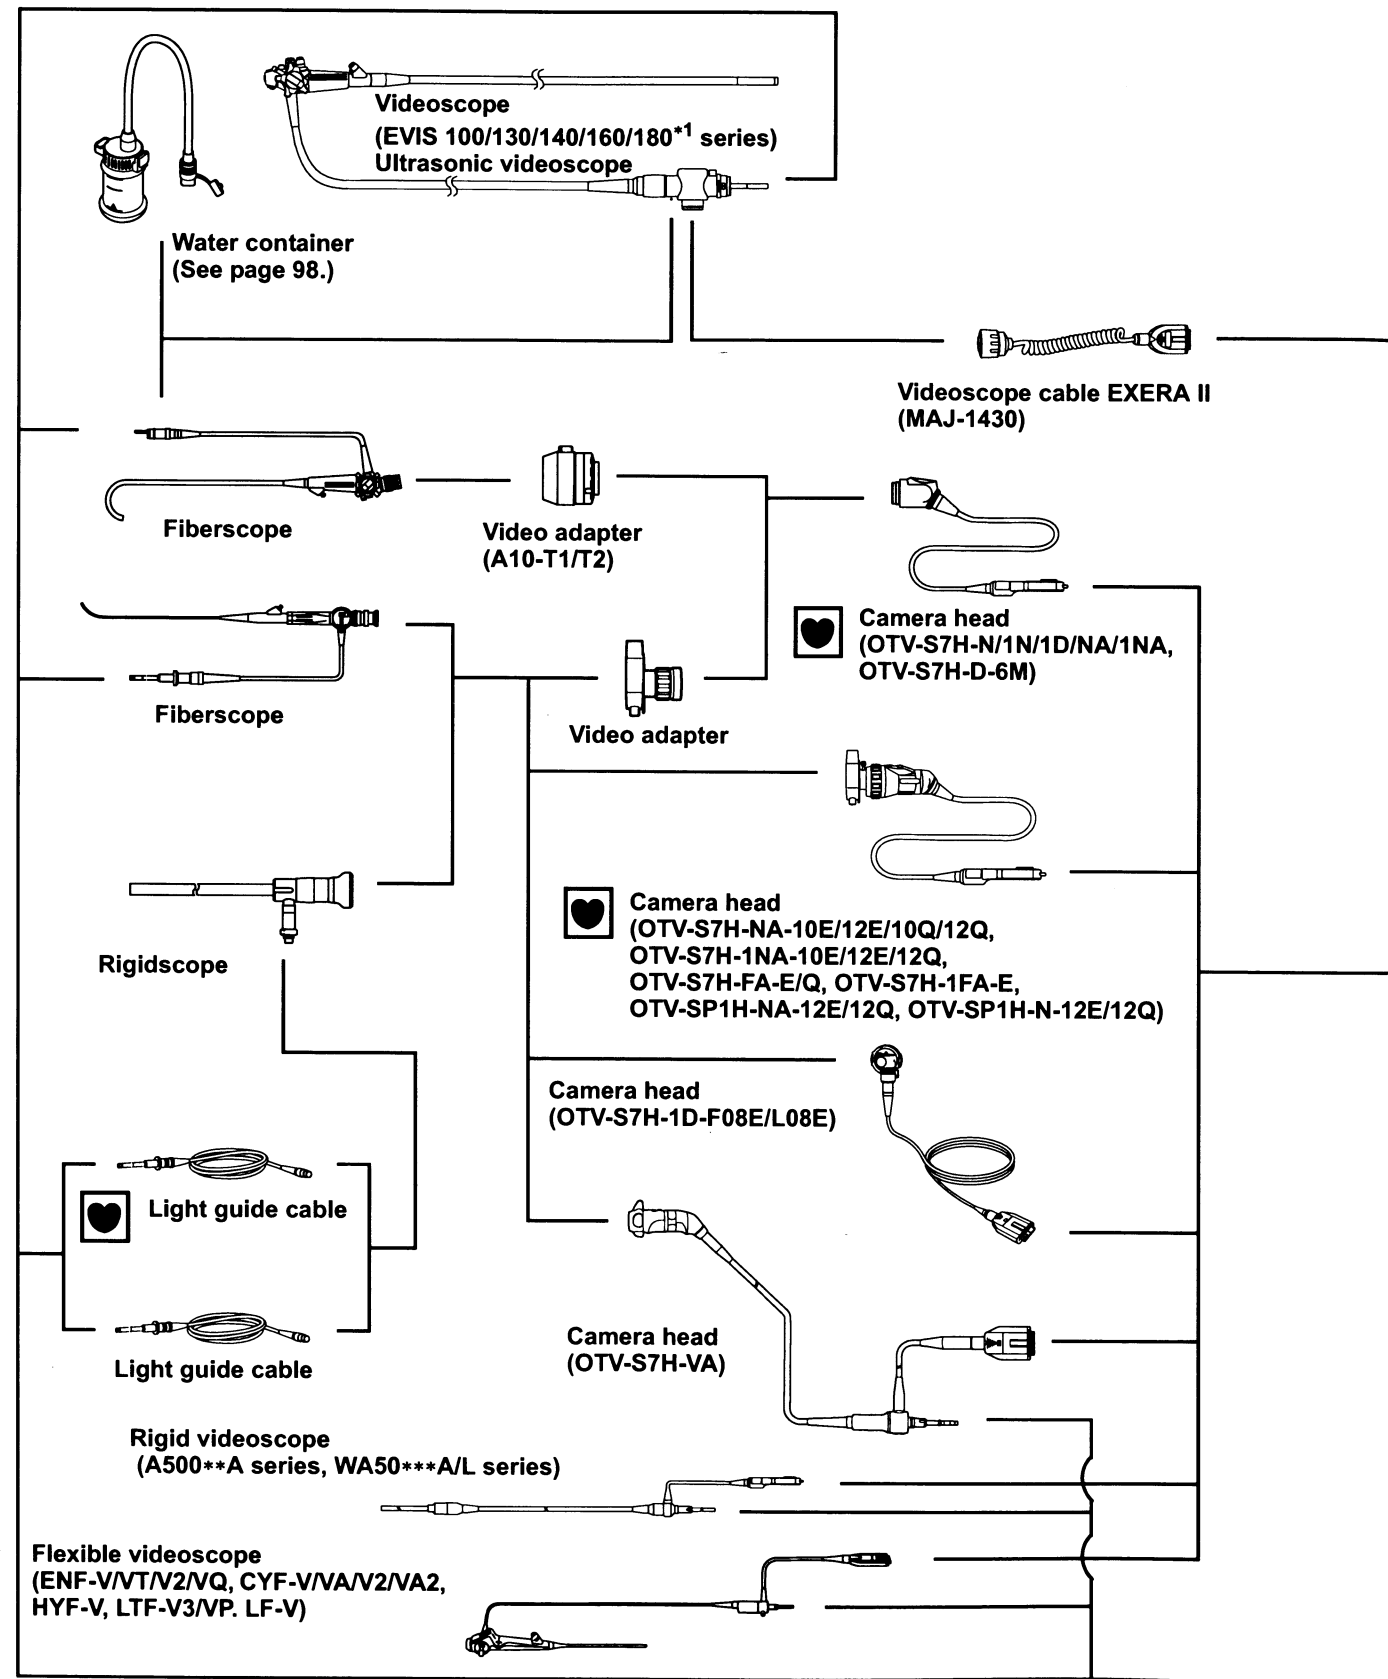 Videoscope
(EVIS 100/130/140/160/180*1 series)
Ultrasonic videoscope
Water container
(See page 98.)
Videoscope cable EXERA II
(MAJ-1430)
Fiberscope
Video adapter
(A10-T1/T2)
Camera head
(OTV-S7H-N/1N/1D/NA/1NA,
OTV-S7H-D-6M)
Fiberscope
Video adapter
Camera head
(OTV-S7H-NA-10E/12E/10Q/12Q,
OTV-S7H-1NA-10E/12E/12Q,
OTV-S7H-FA-E/Q, OTV-S7H-1FA-E,
OTV-SP1H-NA-12E/12Q, OTV-SP1H-N-12E/12Q)
Rigidscope
Camera head
(OTV-S7H-1D-F08E/L08E)
Light guide cable
Camera head
(OTV-S7H-VA)
Light guide cable
Rigid videoscope
(A500**A series, WA50***A/L series)
Flexible videoscope
(ENF-V/VT/V2/VQ, CYF-V/VA/V2/VA2,
HYF-V, LTF-V3/VP. LF-V)